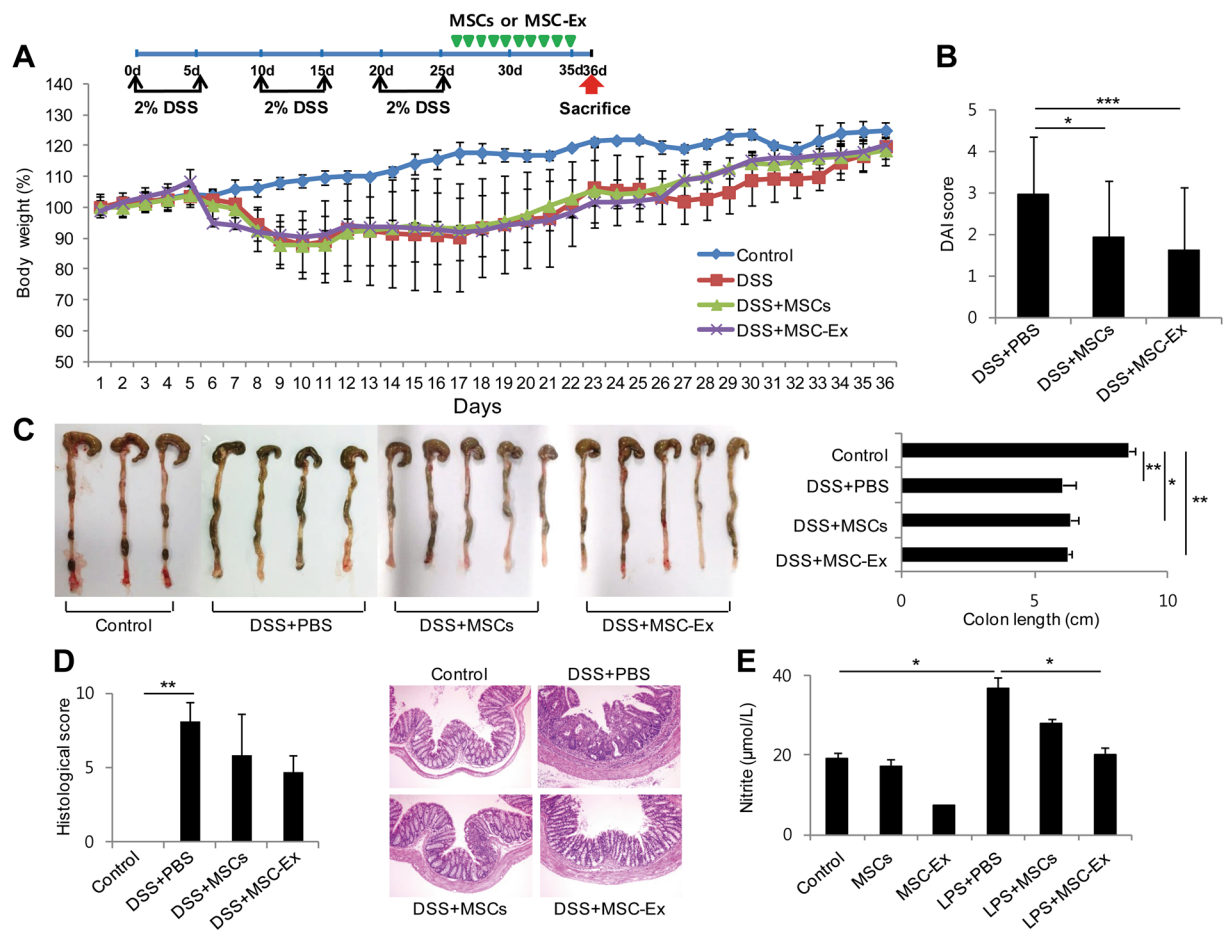 A
MSCs or MSC-Ex
0d 5d 10d 15d 20d 25d 30d 35d 36d
2% DSS 2% DSS 2% DSS Sacrifice
Body weight (%)
140
130
120
110
100
90
80
70
60
50
Control
DSS
DSS+MSCs
DSS+MSC-Ex
1 2 3 4 5 6 7 8 9 10 11 12 13 14 15 16 17 18 19 20 21 22 23 24 25 26 27 28 29 30 31 32 33 34 35 36
Days
B
DAI score
5
4
3
2
1
0
***
*
DSS+PBS
DSS+MSCs
DSS+MSC-Ex
C
Control DSS+PBS DSS+MSCs DSS+MSC-Ex
Control
DSS+PBS
DSS+MSCs
DSS+MSC-Ex
**
*
**
0 5 10
Colon length (cm)
D
Histological score
10
5
0
**
Control
DSS+PBS
DSS+MSCs
DSS+MSC-Ex
Control DSS+PBS
DSS+MSCs DSS+MSC-Ex
E
Nitrite (μmol/L)
40
20
0
* *
Control
MSCs
MSC-Ex
LPS+PBS
LPS+MSCs
LPS+MSC-Ex